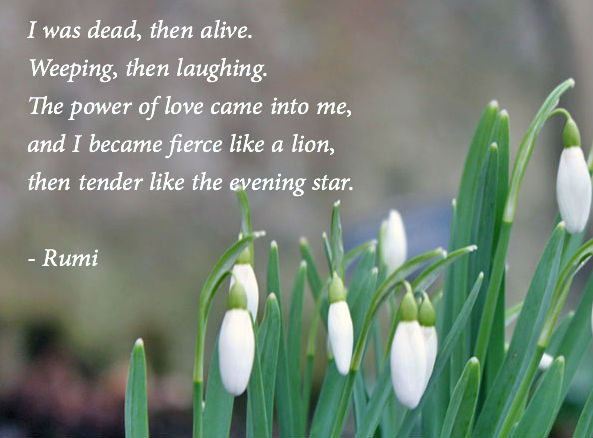 I was dead, then alive.
Weeping, then laughing.
The power of love came into me,
and I became fierce like a lion,
then tender like the evening star.
- Rumi